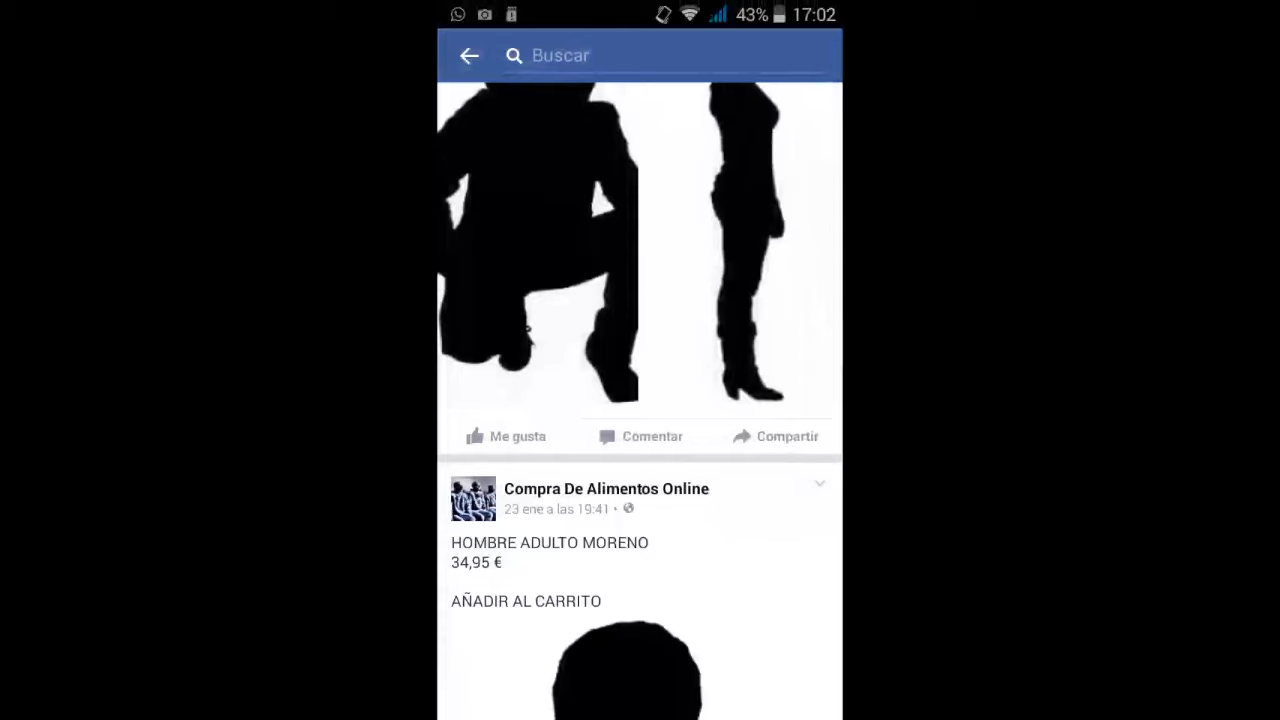 43% 17:02
Buscar
Me gusta Comentar Compartir
Compra De Alimentos Online
23 ene a las 19:41 •
HOMBRE ADULTO MORENO
34,95 €
AÑADIR AL CARRITO